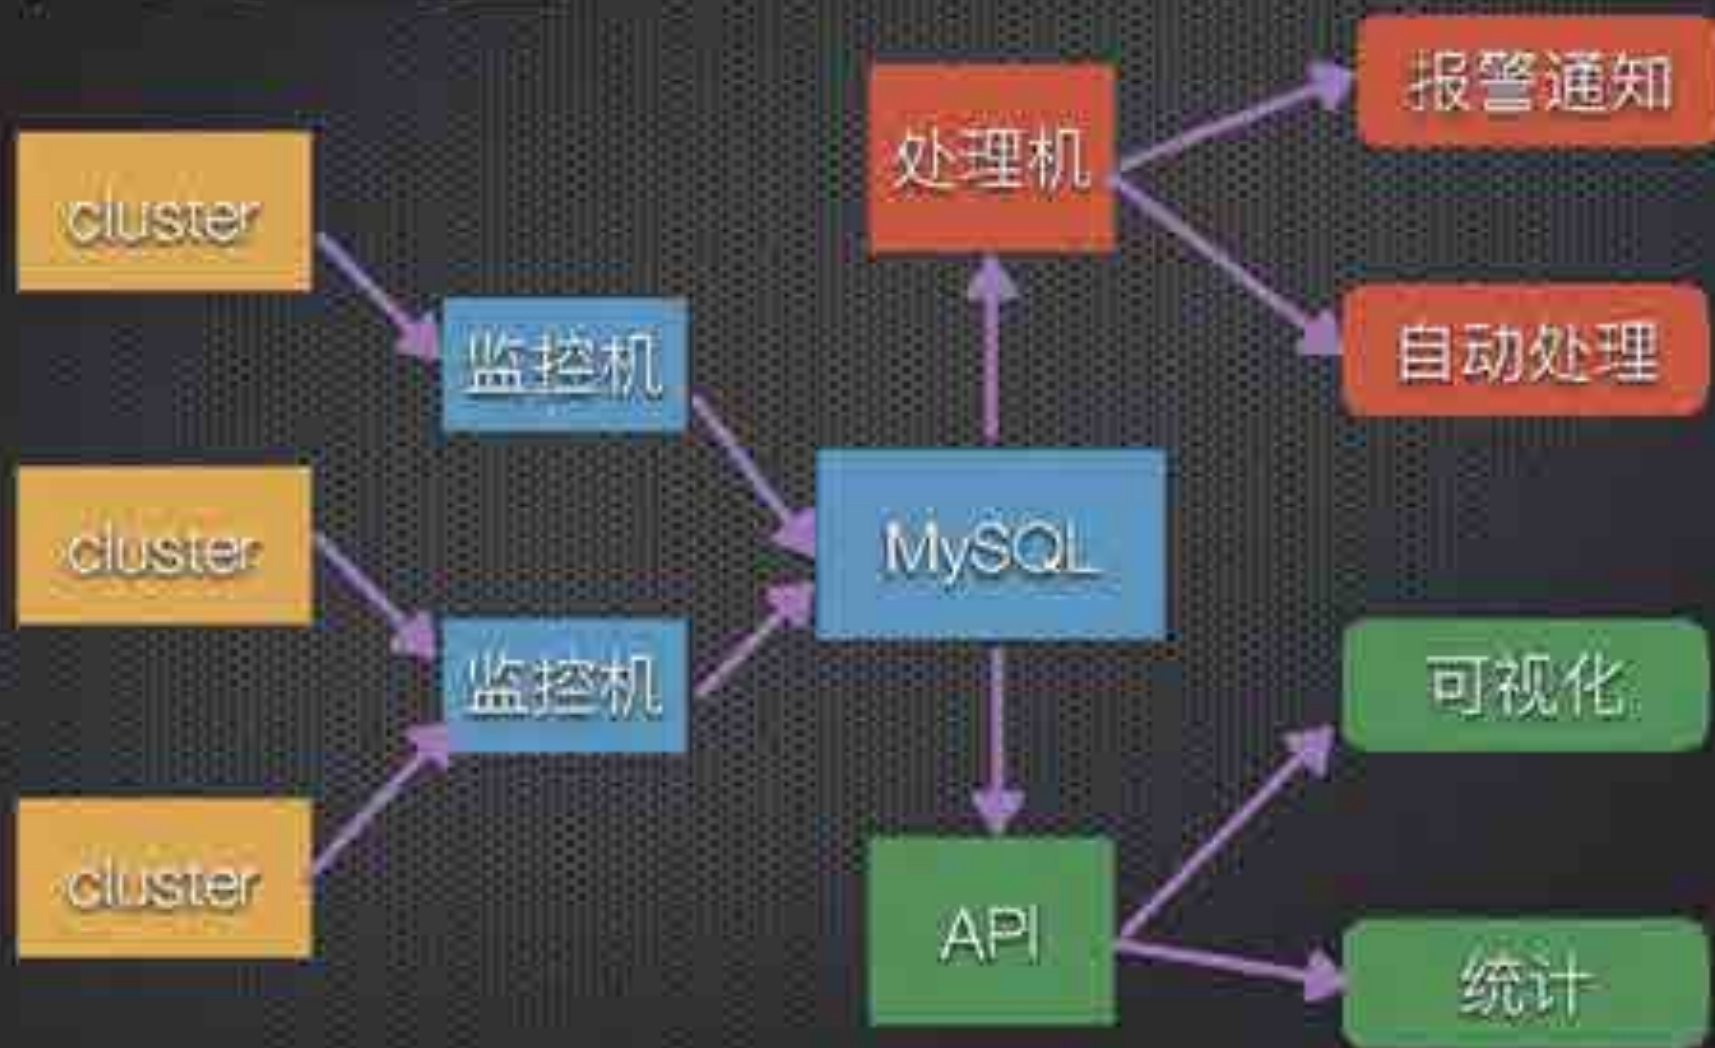 cluster
cluster
cluster
监控机
监控机
MySQL
处理机
API
报警通知
自动处理
可视化
统计